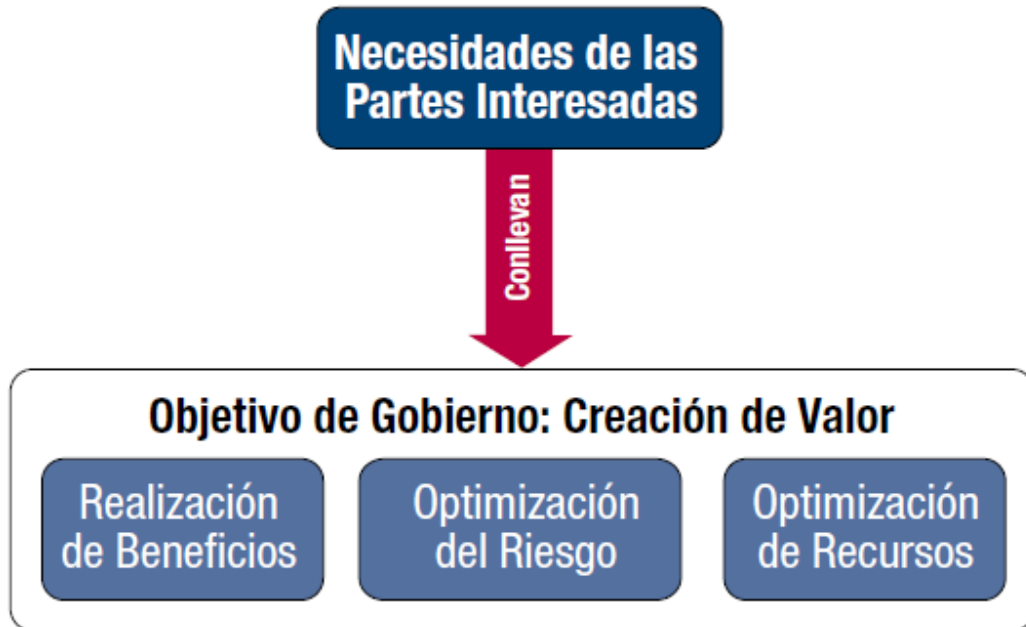 Necesidades de las
Partes Interesadas
Conllevan
Objetivo de Gobierno: Creación de Valor
Realización
de Beneficios
Optimización
del Riesgo
Optimización
de Recursos